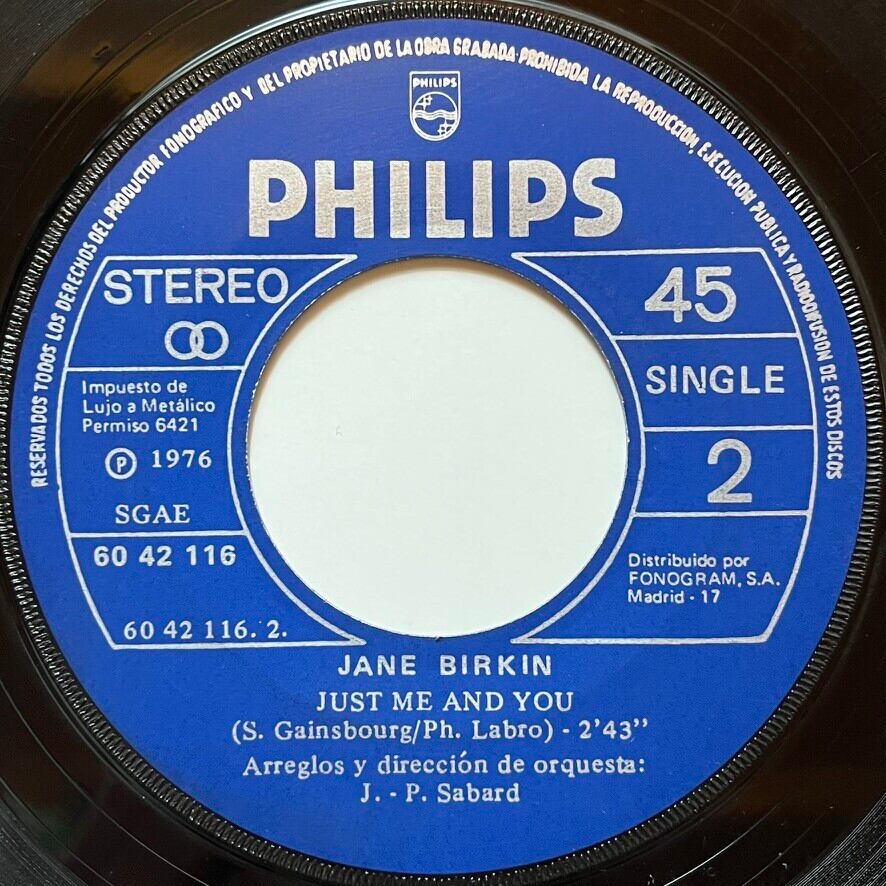 RESERVADOS TODOS LOS DERECHOS DEL PRODUCTOR FONOGRAFICO Y DEL PROPIETARIO DE LA OBRA GRABADA-PROHIBIDA LA REPRODUCCION, EJECUCION PUBLICA Y RADIODIFUSION DE ESTOS DISCOS
PHILIPS
PHILIPS
STEREO
45
SINGLE
2
Impuesto de
Lujo a Metálico
Permiso 6421
Ⓟ 1976
SGAE
60 42 116
60 42 116. 2.
Distribuido por
FONOGRAM, S.A.
Madrid - 17
JANE BIRKIN
JUST ME AND YOU
(S. Gainsbourg/Ph. Labro) - 2'43"
Arreglos y dirección de orquesta:
J. - P. Sabard